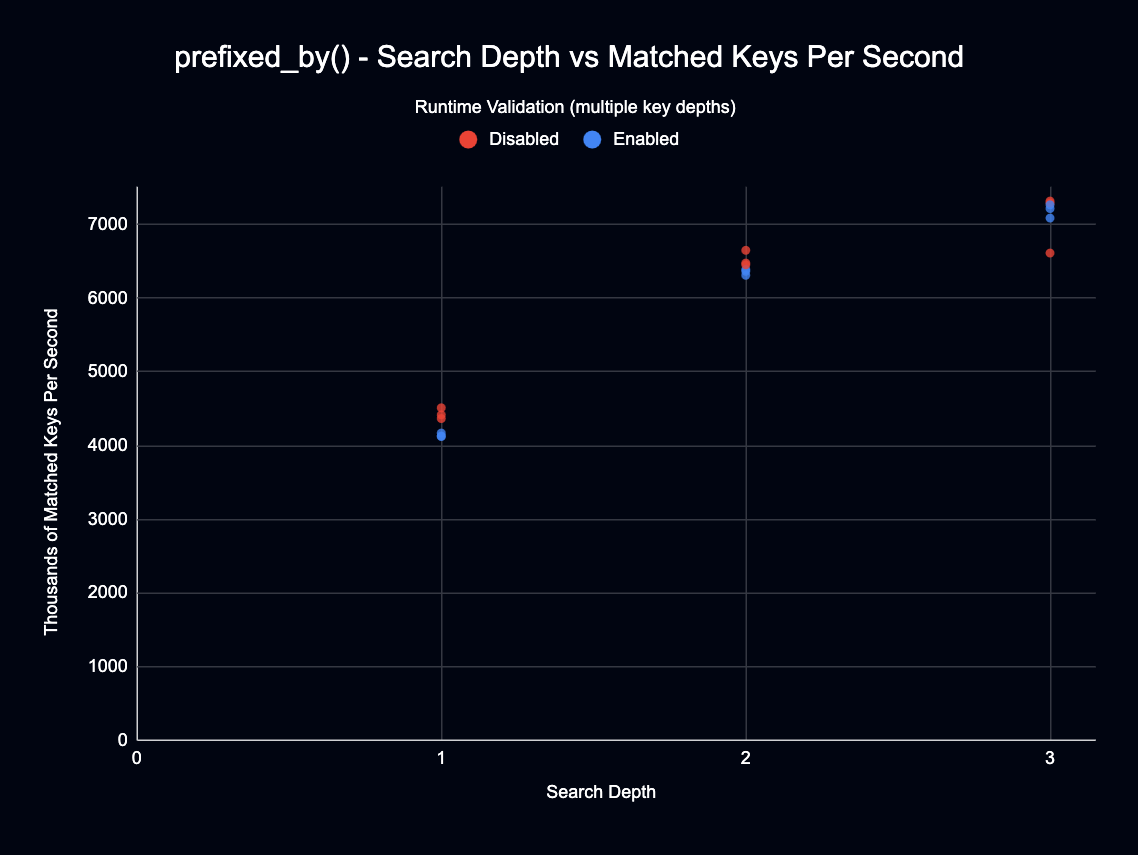 prefixed_by() - Search Depth vs Matched Keys Per Second
Runtime Validation (multiple key depths)
Disabled Enabled
Thousands of Matched Keys Per Second
7000
6000
5000
4000
3000
2000
1000
0
0 1 2 3
Search Depth